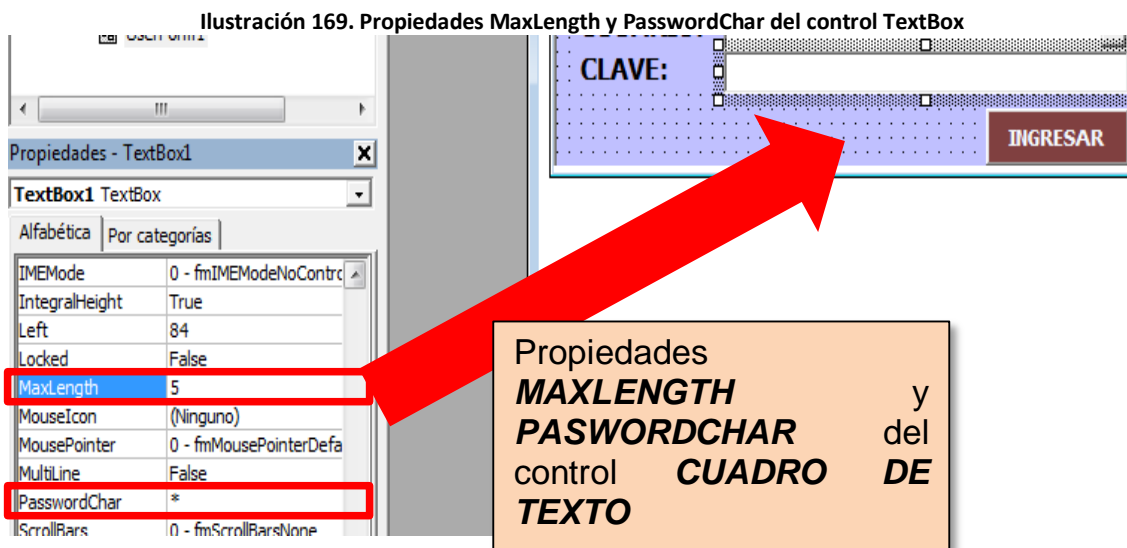 Ilustración 169. Propiedades MaxLength y PasswordChar del control TextBox
CLAVE:
INGRESAR
Propiedades - TextBox1
TextBox1 TextBox
Alfabética Por categorías
IMEMode 0 - fmIMEModeNoContro
IntegralHeight True
Left 84
Locked False
MaxLength 5
MouseIcon (Ninguno)
MousePointer 0 - fmMousePointerDefa
MultiLine False
PasswordChar *
ScrollBars 0 - fmScrollBarsNone
Propiedades
MAXLENGTH y
PASWORDCHAR del
control CUADRO DE
TEXTO